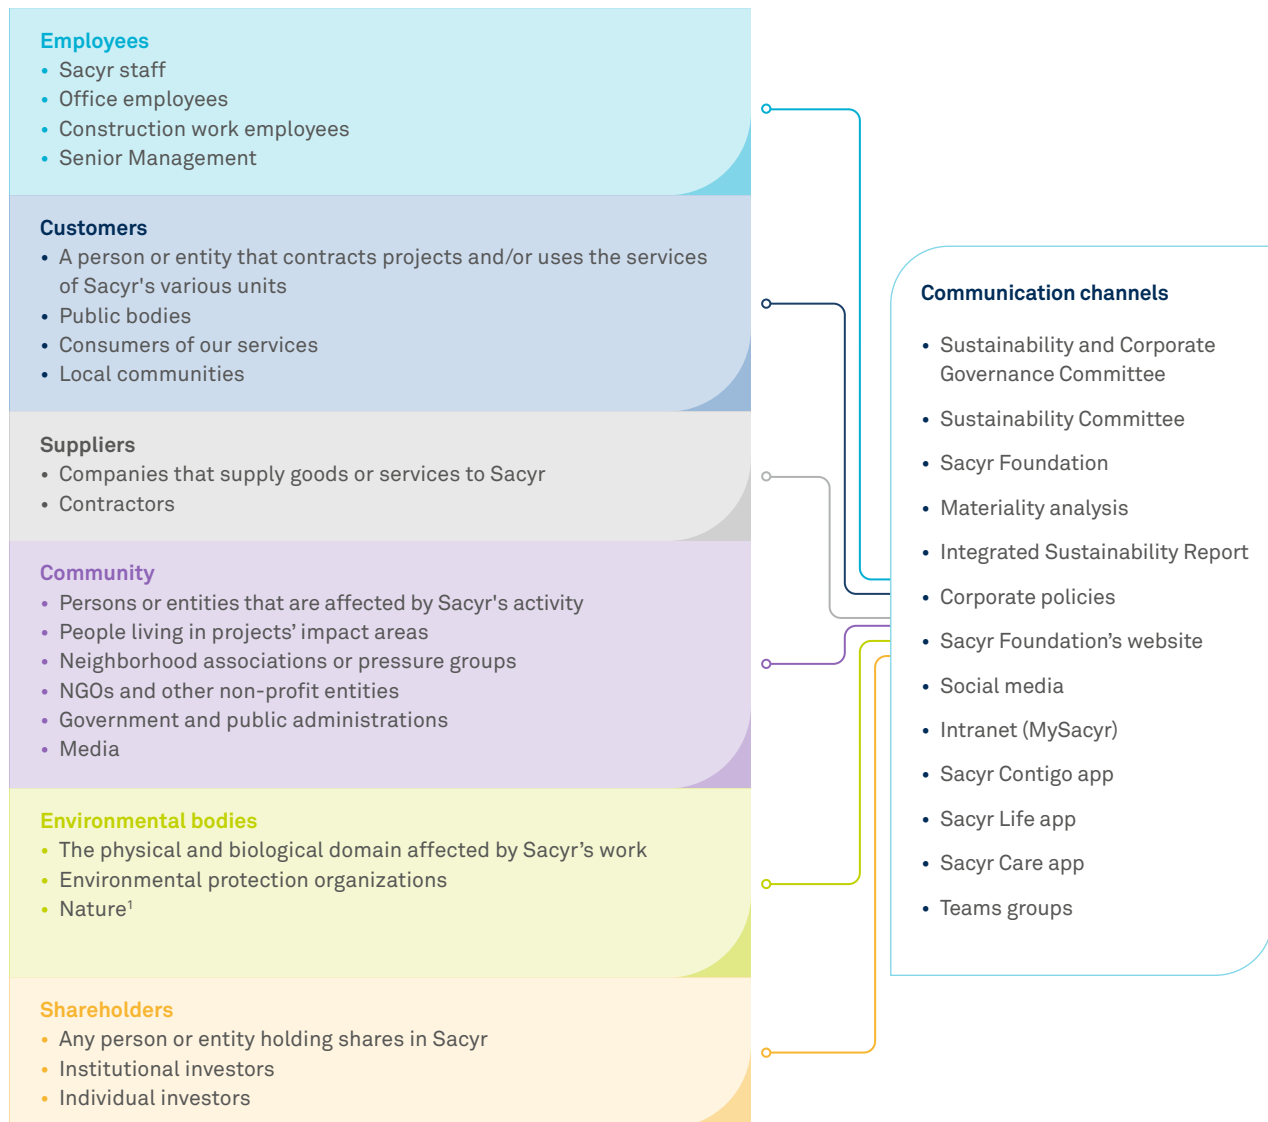 Employees
• Sacyr staff
• Office employees
• Construction work employees
• Senior Management
Customers
• A person or entity that contracts projects and/or uses the services
of Sacyr's various units
• Public bodies
• Consumers of our services
• Local communities
Suppliers
• Companies that supply goods or services to Sacyr
• Contractors
Community
• Persons or entities that are affected by Sacyr's activity
• People living in projects’ impact areas
• Neighborhood associations or pressure groups
• NGOs and other non-profit entities
• Government and public administrations
• Media
Environmental bodies
• The physical and biological domain affected by Sacyr’s work
• Environmental protection organizations
• Nature¹
Shareholders
• Any person or entity holding shares in Sacyr
• Institutional investors
• Individual investors
Communication channels
• Sustainability and Corporate
Governance Committee
• Sustainability Committee
• Sacyr Foundation
• Materiality analysis
• Integrated Sustainability Report
• Corporate policies
• Sacyr Foundation’s website
• Social media
• Intranet (MySacyr)
• Sacyr Contigo app
• Sacyr Life app
• Sacyr Care app
• Teams groups